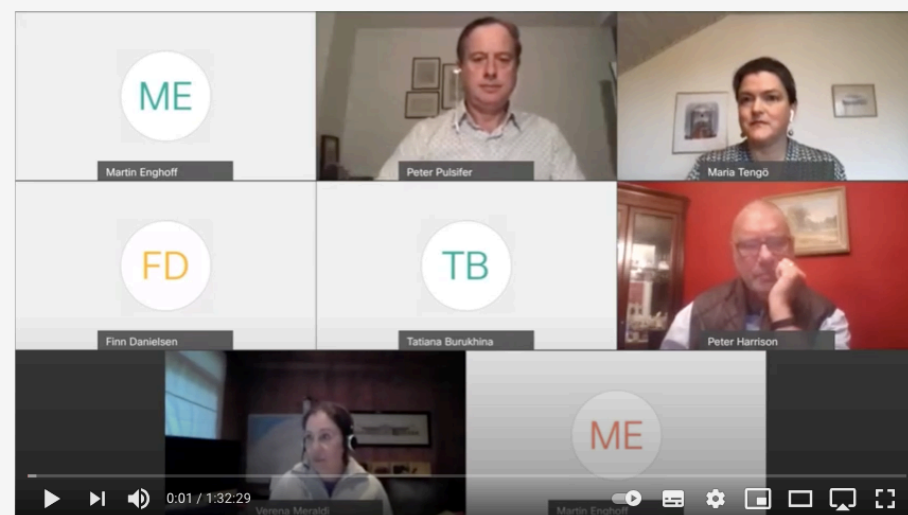 ME
Martin Enghoff
Peter Pulsifer
Maria Tengö
FD
Finn Danielsen
TB
Tatiana Burukhina
Peter Harrison
ME
Verena Meraldi
Martin Enghoff
0:01 / 1:32:29